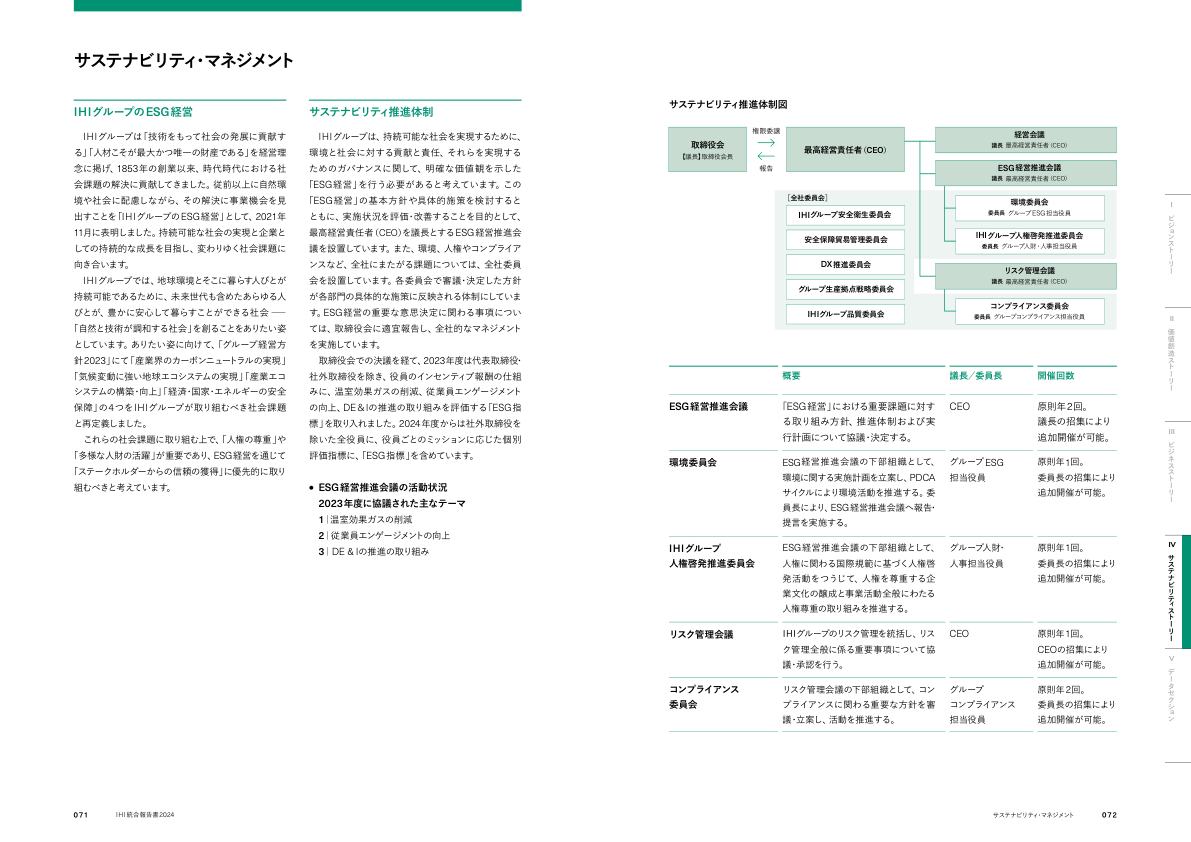 サステナビリティ・マネジメント
IHIグループのESG経営
IHIグループは「技術をもって社会の発展に貢献す
る」「人材こそが最大かつ唯一の財産である」を経営理
念に掲げ、1853年の創業以来、時代時代における社
会課題の解決に貢献してきました。従前以上に自然環
境や社会に配慮しながら、その解決に事業機会を見
出すことを「IHIグループのESG経営」として、2021年
11月に表明しました。持続可能な社会の実現と企業と
しての持続的な成長を目指し、変わりゆく社会課題に
向き合います。
IHIグループでは、地球環境とそこに暮らす人びとが
持続可能であるために、未来世代も含めたあらゆる人
びとが、豊かに安心して暮らすことができる社会 ──
「自然と技術が調和する社会」を創ることをありたい姿
としています。ありたい姿に向けて、「グループ経営方
針2023」にて「産業界のカーボンニュートラルの実現」
「気候変動に強い地球エコシステムの実現」「産業エコ
システムの構築・向上」「経済・国家・エネルギーの安全
保障」の4つをIHIグループが取り組むべき社会課題
と再定義しました。
これらの社会課題に取り組む上で、「人権の尊重」や
「多様な人財の活躍」が重要であり、ESG経営を通じて
「ステークホルダーからの信頼の獲得」に優先的に取り
組むべきと考えています。
サステナビリティ推進体制
IHIグループは、持続可能な社会を実現するために、
環境と社会に対する貢献と責任、それらを実現する
ためのガバナンスに関して、明確な価値観を示した
「ESG経営」を行う必要があると考えています。この
「ESG経営」の基本方針や具体的施策を検討すると
ともに、実施状況を評価・改善することを目的として、
最高経営責任者（CEO）を議長とするESG経営推進会
議を設置しています。また、環境、人権やコンプライア
ンスなど、全社にまたがる課題については、全社委員
会を設置しています。各委員会で審議・決定した方針
が各部門の具体的な施策に反映される体制にしていま
す。ESG経営の重要な意思決定に関わる事項につい
ては、取締役会に適宜報告し、全社的なマネジメント
を実施しています。
取締役会での決議を経て、2023年度は代表取締役・
社外取締役を除き、役員のインセンティブ報酬の仕組
みに、温室効果ガスの削減、従業員エンゲージメント
の向上、DE＆Iの推進の取り組みを評価する「ESG指
標」を取り入れました。2024年度からは社外取締役を
除いた全役員に、役員ごとのミッションに応じた個別
評価指標に、「ESG指標」を含めています。
● ESG経営推進会議の活動状況
2023年度に協議された主なテーマ
1｜温室効果ガスの削減
2｜従業員エンゲージメントの向上
3｜DE & Iの推進の取り組み
071
IHI統合報告書2024
サステナビリティ推進体制図
取締役会
【議長】取締役会長
権限委譲
報告
最高経営責任者（CEO）
経営会議
議長 最高経営責任者（CEO）
ESG経営推進会議
議長 最高経営責任者（CEO）
環境委員会
委員長 グループESG担当役員
IHIグループ人権啓発推進委員会
委員長 グループ人財・人事担当役員
リスク管理会議
議長 最高経営責任者（CEO）
コンプライアンス委員会
委員長 グループコンプライアンス担当役員
［全社委員会］
IHIグループ安全衛生委員会
安全保障貿易管理委員会
DX推進委員会
グループ生産拠点戦略委員会
IHIグループ品質委員会
概要 議長／委員長 開催回数
ESG経営推進会議
「ESG経営」における重要課題に対す
る取り組み方針、推進体制および実
行計画について協議・決定する。
CEO
原則年2回。
議長の招集により
追加開催が可能。
環境委員会
ESG経営推進会議の下部組織として、
環境に関する実施計画を立案し、PDCA
サイクルにより環境活動を推進する。委
員長により、ESG経営推進会議へ報告・
提言を実施する。
グループESG
担当役員
原則年1回。
委員長の招集により
追加開催が可能。
IHIグループ
人権啓発推進委員会
ESG経営推進会議の下部組織として、
人権に関わる国際規範に基づく人権啓
発活動をつうじて、人権を尊重する企
業文化の醸成と事業活動全般にわたる
人権尊重の取り組みを推進する。
グループ人財・
人事担当役員
原則年1回。
委員長の招集により
追加開催が可能。
リスク管理会議
IHIグループのリスク管理を統括し、リス
ク管理全般に係る重要事項について協
議・承認を行う。
CEO
原則年1回。
CEOの招集により
追加開催が可能。
コンプライアンス
委員会
リスク管理会議の下部組織として、コン
プライアンスに関わる重要な方針を審
議・立案し、活動を推進する。
グループ
コンプライアンス
担当役員
原則年2回。
委員長の招集により
追加開催が可能。
サステナビリティ・マネジメント
072
I ビジョンストーリー
II 価値創造ストーリー
III ビジネスストーリー
IV サステナビリティストーリー
V データセクション